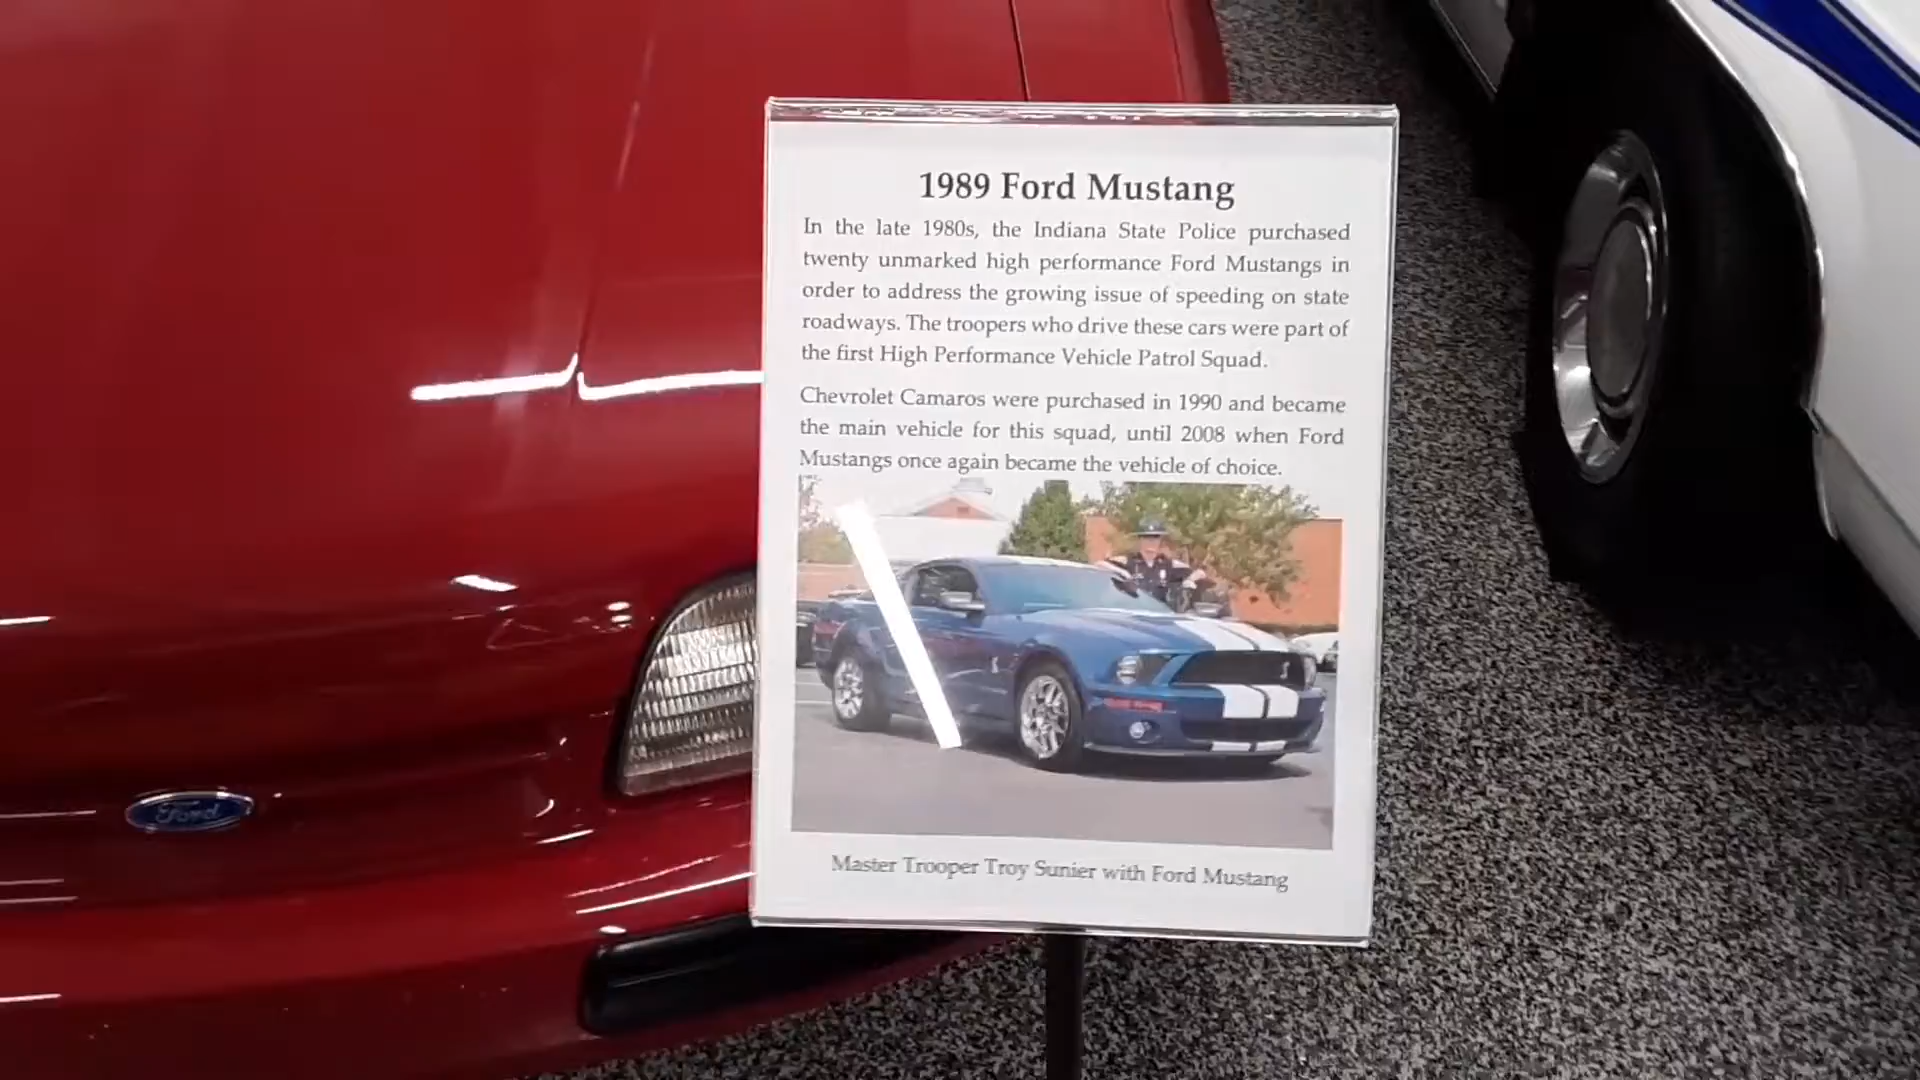 1989 Ford Mustang
In the late 1980s, the Indiana State Police purchased
twenty unmarked high performance Ford Mustangs in
order to address the growing issue of speeding on state
roadways. The troopers who drive these cars were part of
the first High Performance Vehicle Patrol Squad.
Chevrolet Camaros were purchased in 1990 and became
the main vehicle for this squad, until 2008 when Ford
Mustangs once again became the vehicle of choice.
Master Trooper Troy Sunier with Ford Mustang
Ford